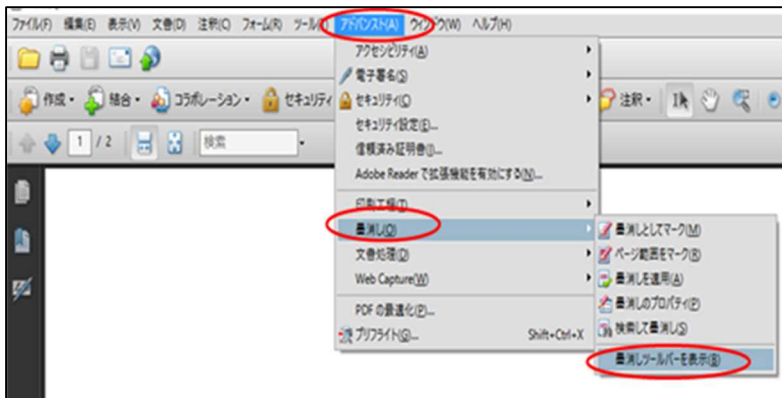 ファイル(F) 編集(E) 表示(V) 文書(D) 注釈(C) フォーム(R) ツール(T) アドバンスト(A) ウィンドウ(W) ヘルプ(H)
作成 結合 コラボレーション セキュリティ 注釈
1 / 2 検索
アクセシビリティ(A)
電子署名(S)
セキュリティ(C)
セキュリティ設定(E)...
信頼済み証明書(I)...
Adobe Reader で拡張機能を有効にする(N)...
印刷工程(T)
墨消し(O)
文書処理(D)
Web Capture(W)
PDF の最適化(P)...
プリフライト(G)... Shift+Ctrl+X
墨消しとしてマーク(M)
ページ範囲をマーク(R)
墨消しを適用(A)
墨消しのプロパティ(P)
検索して墨消し(S)
墨消しツールバーを表示(B)